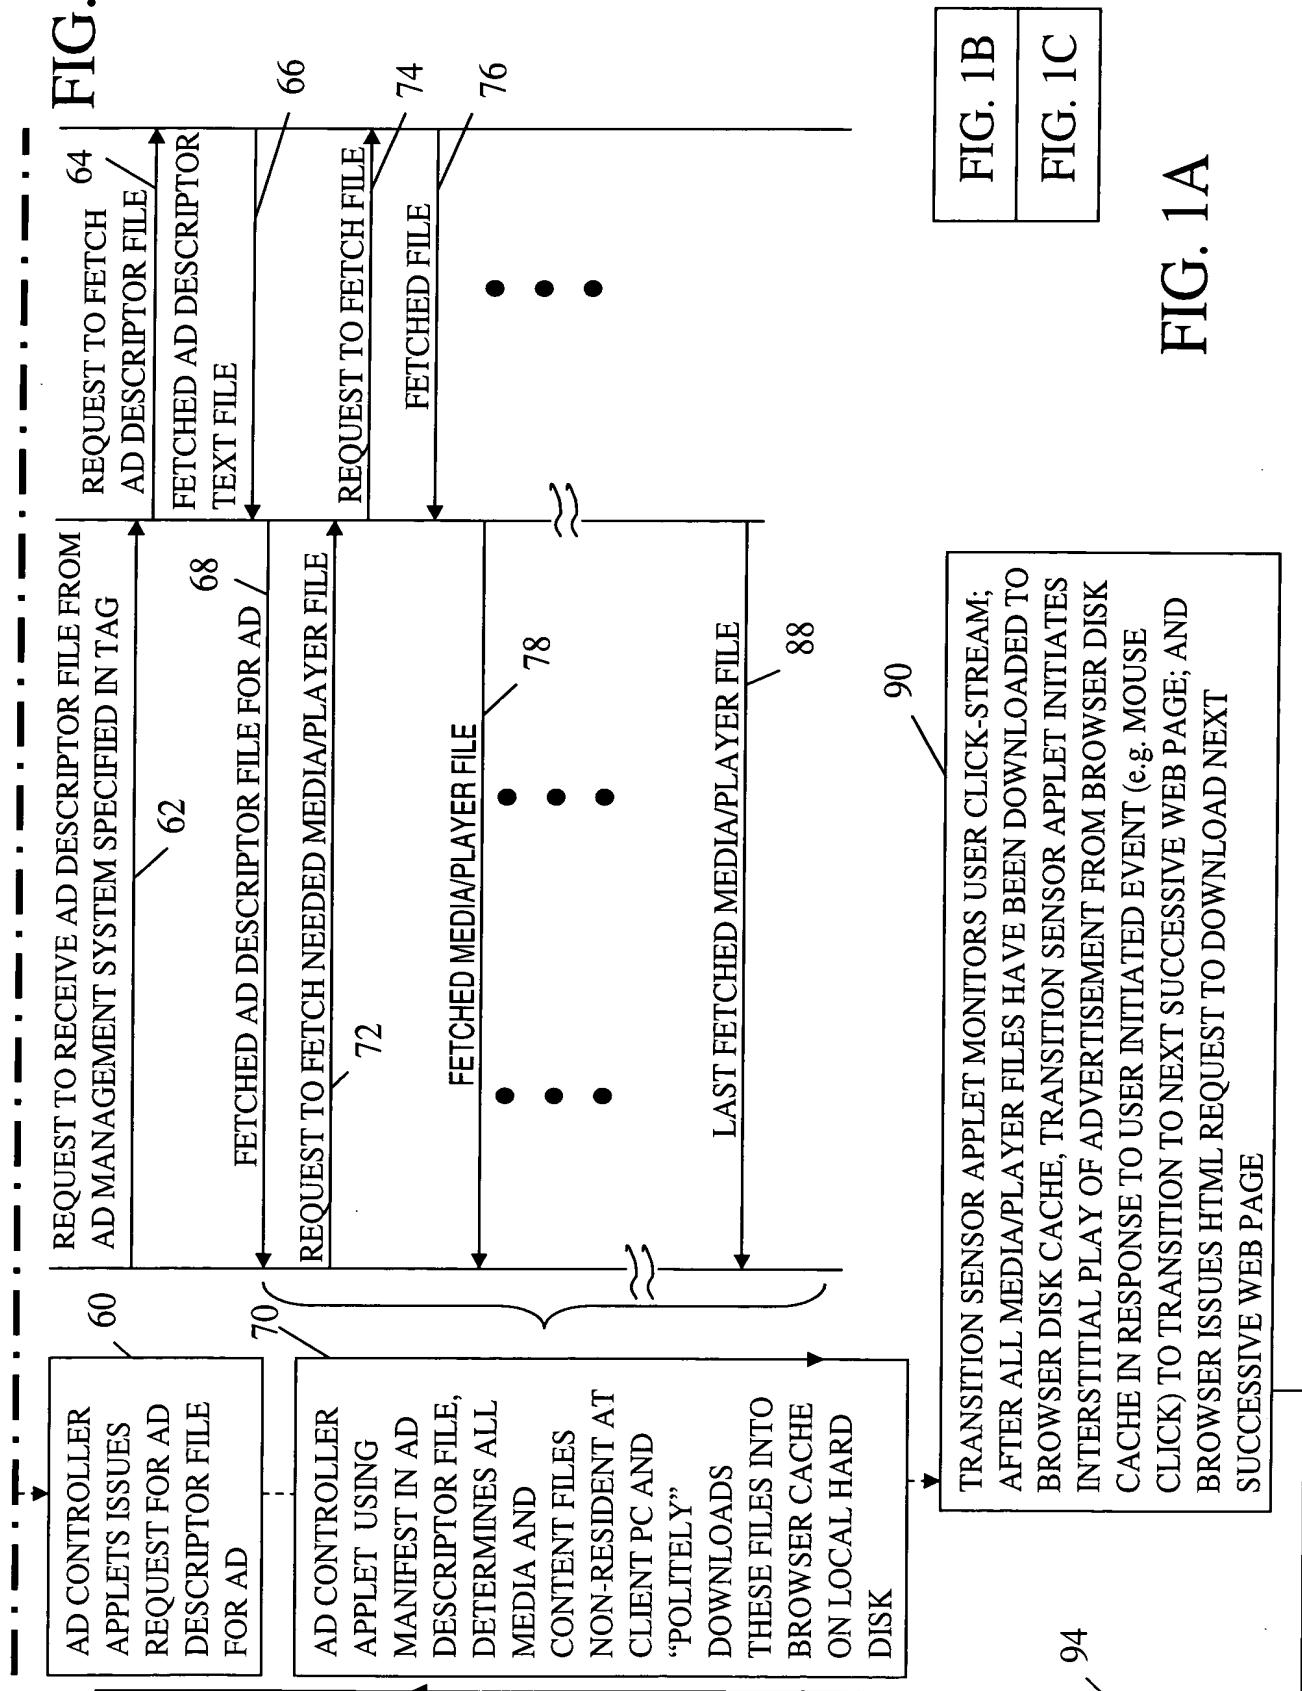 FIG.
AD CONTROLLER
APPLETS ISSUES
REQUEST FOR AD
DESCRIPTOR FILE
FOR AD
60
REQUEST TO RECEIVE AD DESCRIPTOR FILE FROM
AD MANAGEMENT SYSTEM SPECIFIED IN TAG
62
REQUEST TO FETCH
AD DESCRIPTOR FILE
64
FETCHED AD DESCRIPTOR
TEXT FILE
66
FETCHED AD DESCRIPTOR FILE FOR AD
68
AD CONTROLLER
APPLET USING
MANIFEST IN AD
DESCRIPTOR FILE,
DETERMINES ALL
MEDIA AND
CONTENT FILES
NON-RESIDENT AT
CLIENT PC AND
“POLITELY”
DOWNLOADS
THESE FILES INTO
BROWSER CACHE
ON LOCAL HARD
DISK
70
REQUEST TO FETCH NEEDED MEDIA/PLAYER FILE
72
REQUEST TO FETCH FILE
74
FETCHED FILE
76
FETCHED MEDIA/PLAYER FILE
78
LAST FETCHED MEDIA/PLAYER FILE
88
90
TRANSITION SENSOR APPLET MONITORS USER CLICK-STREAM;
AFTER ALL MEDIA/PLAYER FILES HAVE BEEN DOWNLOADED TO
BROWSER DISK CACHE, TRANSITION SENSOR APPLET INITIATES
INTERSTITIAL PLAY OF ADVERTISEMENT FROM BROWSER DISK
CACHE IN RESPONSE TO USER INITIATED EVENT (e.g. MOUSE
CLICK) TO TRANSITION TO NEXT SUCCESSIVE WEB PAGE; AND
BROWSER ISSUES HTML REQUEST TO DOWNLOAD NEXT
SUCCESSIVE WEB PAGE
94
FIG. 1B
FIG. 1C
FIG. 1A